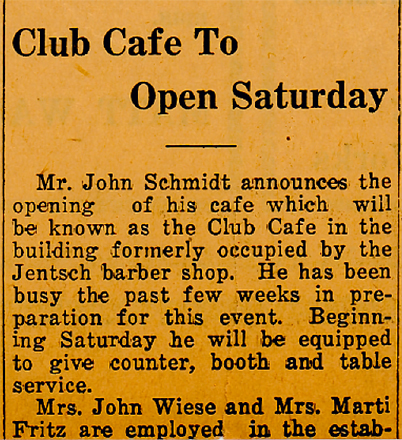 Club Cafe To
Open Saturday
Mr. John Schmidt announces the
opening of his cafe which will
be known as the Club Cafe in the
building formerly occupied by the
Jentsch barber shop. He has been
busy the past few weeks in pre-
paration for this event. Beginn-
ing Saturday he will be equipped
to give counter, booth and table
service.
Mrs. John Wiese and Mrs. Marti
Fritz are employed in the estab-